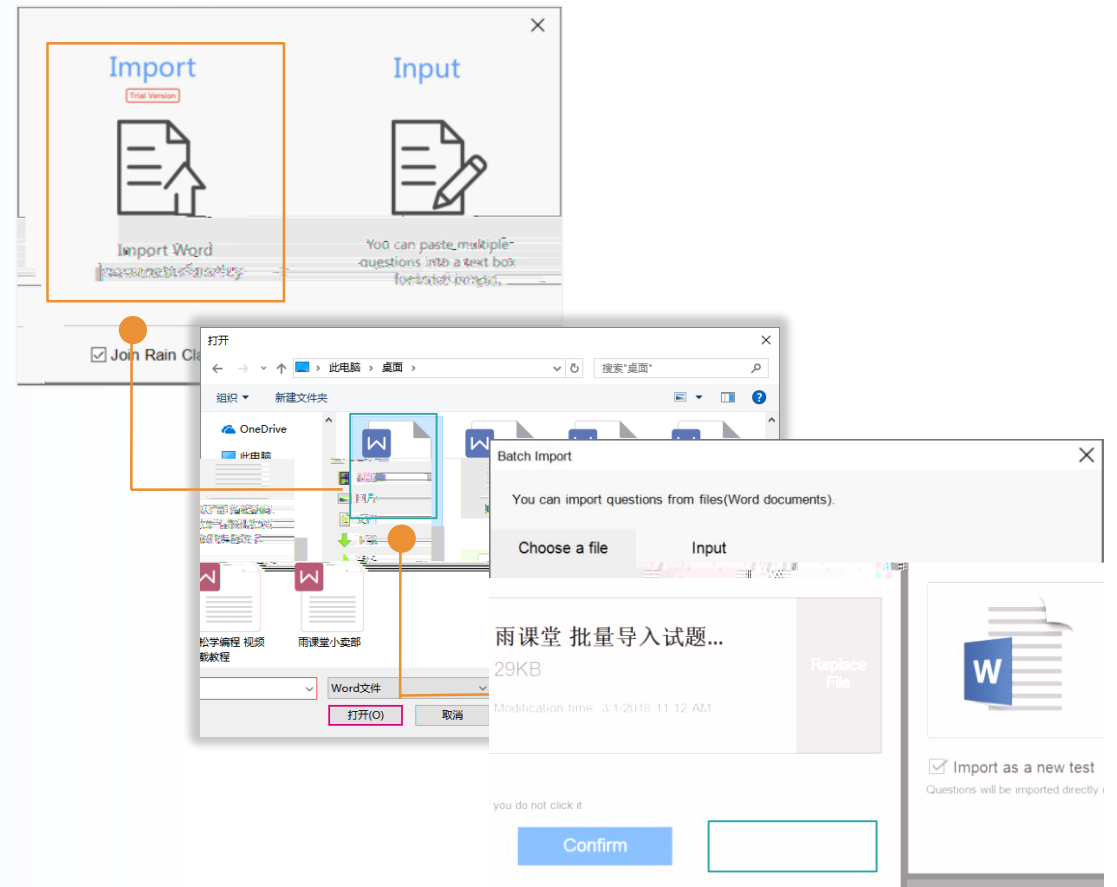 Import
Trial Version
Import Word
Input
You can paste multiple
questions into a text box
Join Rain Cla
打开
此电脑 › 桌面 ›
搜索"桌面"
组织
新建文件夹
OneDrive
此电脑
松学编程 视频
载教程
雨课堂小卖部
Word文件
打开(O)
取消
Batch Import
You can import questions from files(Word documents).
Choose a file
Input
雨课堂 批量导入试题...
29KB
Modification time: 3/1/2018 11:12 AM
Replace
File
you do not click it
Confirm
W
Import as a new test
Questions will be imported directly